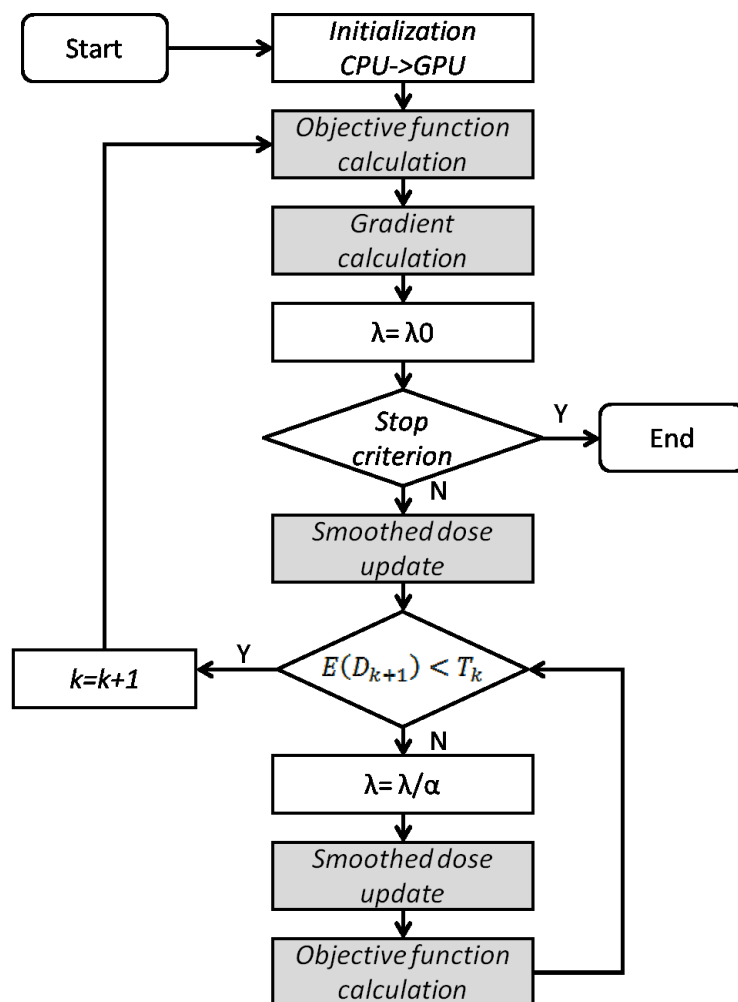 Start
Initialization
CPU->GPU
Objective function
calculation
Gradient
calculation
λ= λ0
Stop
criterion
Y
End
N
Smoothed dose
update
E(D_{k+1}) < T_k
Y
k=k+1
N
λ= λ/α
Smoothed dose
update
Objective function
calculation